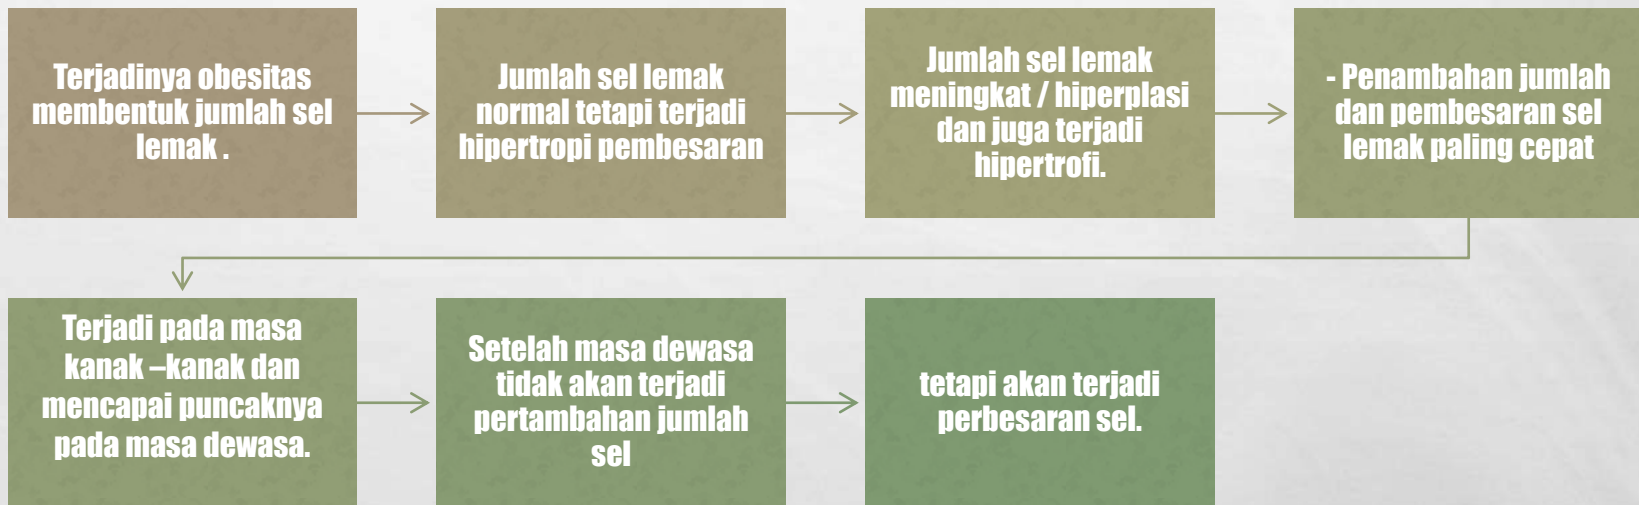 Terjadinya obesitas
membentuk jumlah sel
lemak .
Jumlah sel lemak
normal tetapi terjadi
hipertropi pembesaran
Jumlah sel lemak
meningkat / hiperplasi
dan juga terjadi
hipertrofi.
- Penambahan jumlah
dan pembesaran sel
lemak paling cepat
Terjadi pada masa
kanak –kanak dan
mencapai puncaknya
pada masa dewasa.
Setelah masa dewasa
tidak akan terjadi
pertambahan jumlah
sel
tetapi akan terjadi
perbesaran sel.